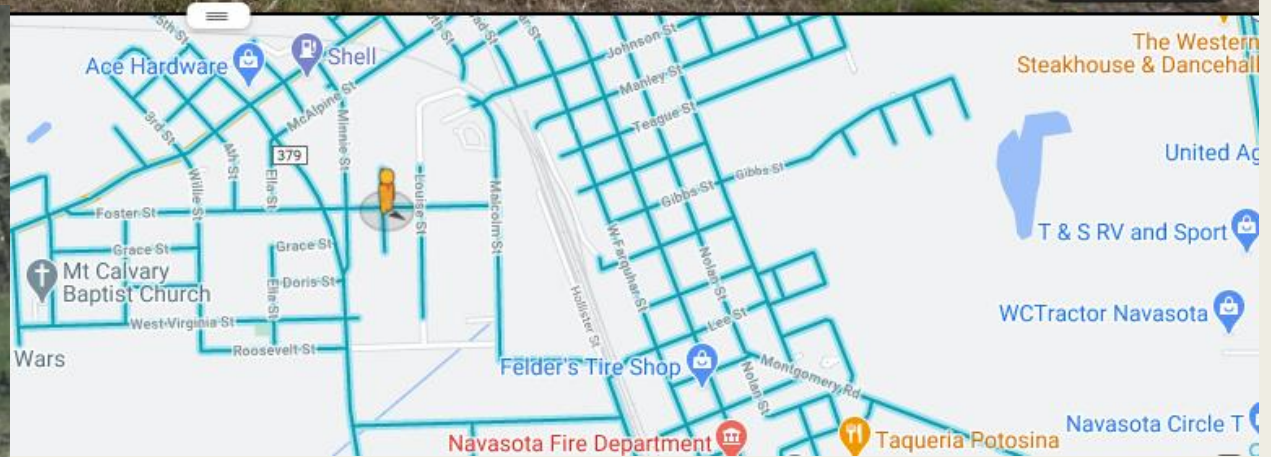 5th St
Johnson St
The Western
Steakhouse & Dancehall
Ace Hardware
Shell
Manley St
McAlpine St
Teague St
3rd St
4th St
Minnie St
379
United Ag
Gibbs St
Gibbs St
Willie St
Ella St
Louise St
Malcolm St
Foster St
W Farquhar St
T & S RV and Sport
Grace St
Grace St
Mt Calvary
Baptist Church
Doris St
Ella St
Nolan St
Hollister St
West Virginia St
Lee St
WCTractor Navasota
Roosevelt St
Wars
Felder's Tire Shop
Montgomery Rd
Nolan St
Navasota Fire Department
Taqueria Potosina
Navasota Circle T